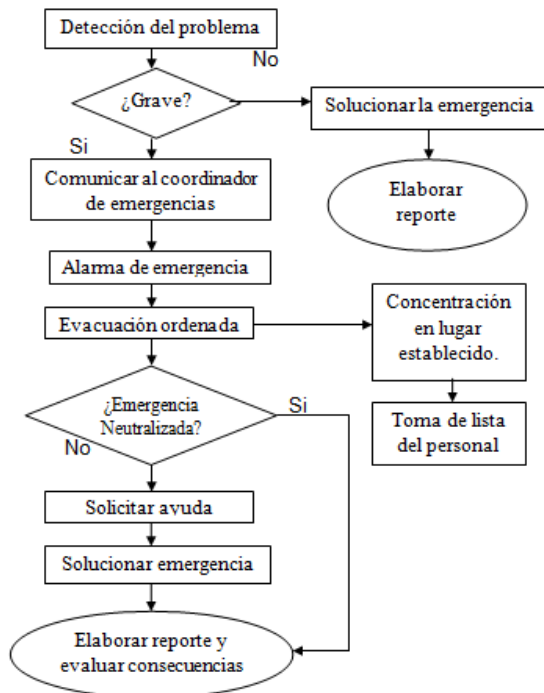 Detección del problema
No
¿Grave?
Solucionar la emergencia
Si
Comunicar al coordinador
de emergencias
Elaborar
reporte
Alarma de emergencia
Evacuación ordenada
Concentración
en lugar
establecido.
¿Emergencia
Neutralizada?
Si
No
Toma de lista
del personal
Solicitar ayuda
Solucionar emergencia
Elaborar reporte y
evaluar consecuencias